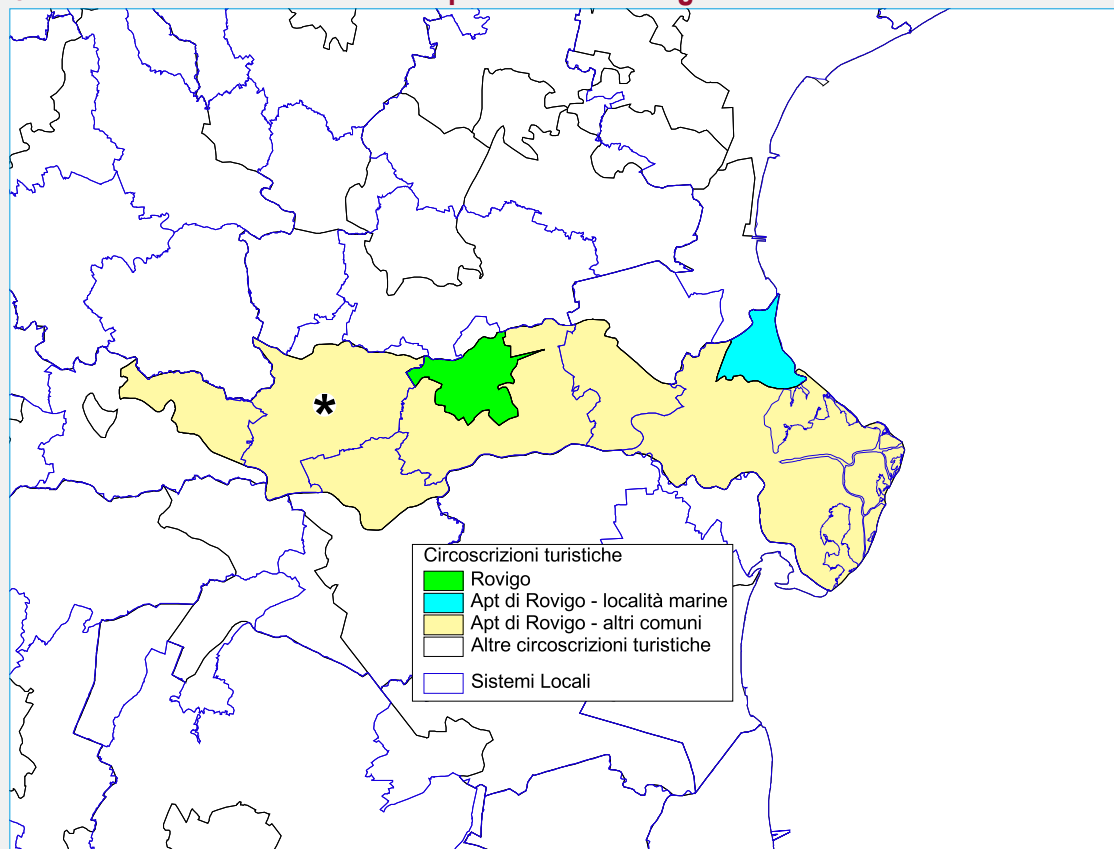 *
Circoscrizioni turistiche
Rovigo
Apt di Rovigo - località marine
Apt di Rovigo - altri comuni
Altre circoscrizioni turistiche
Sistemi Locali